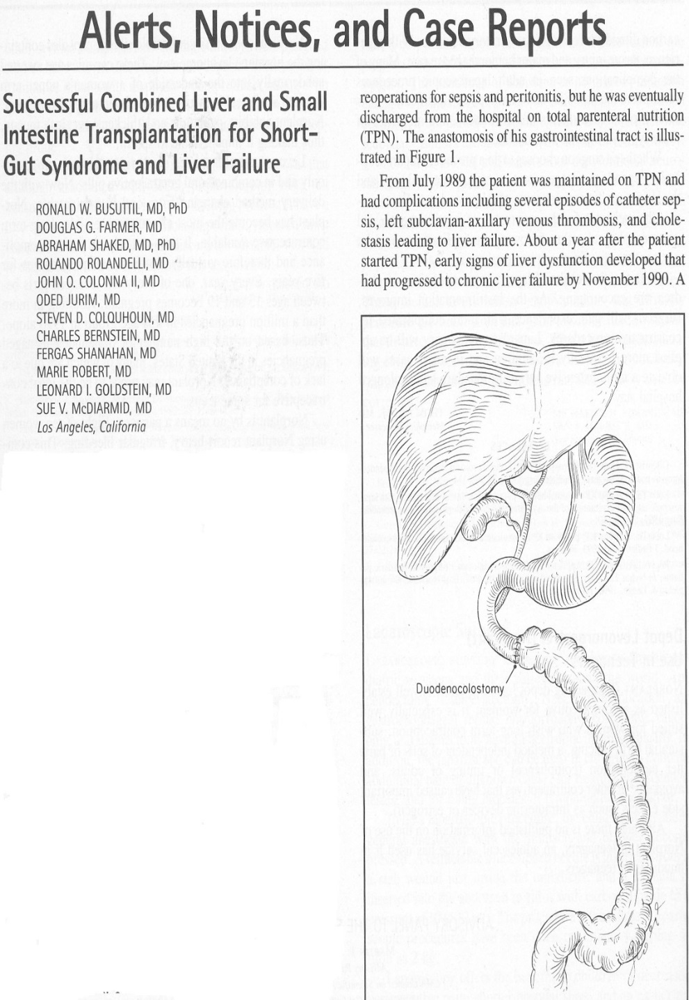 Alerts, Notices, and Case Reports
Successful Combined Liver and Small
Intestine Transplantation for Short-
Gut Syndrome and Liver Failure
RONALD W. BUSUTTIL, MD, PhD
DOUGLAS G. FARMER, MD
ABRAHAM SHAKED, MD, PhD
ROLANDO ROLANDELLI, MD
JOHN O. COLONNA II, MD
ODED JURIM, MD
STEVEN D. COLQUHOUN, MD
CHARLES BERNSTEIN, MD
FERGAS SHANAHAN, MD
MARIE ROBERT, MD
LEONARD I. GOLDSTEIN, MD
SUE V. McDIARMID, MD
Los Angeles, California
reoperations for sepsis and peritonitis, but he was eventually
discharged from the hospital on total parenteral nutrition
(TPN). The anastomosis of his gastrointestinal tract is illus-
trated in Figure 1.
From July 1989 the patient was maintained on TPN and
had complications including several episodes of catheter sep-
sis, left subclavian-axillary venous thrombosis, and chole-
stasis leading to liver failure. About a year after the patient
started TPN, early signs of liver dysfunction developed that
had progressed to chronic liver failure by November 1990. A
Duodenocolostomy